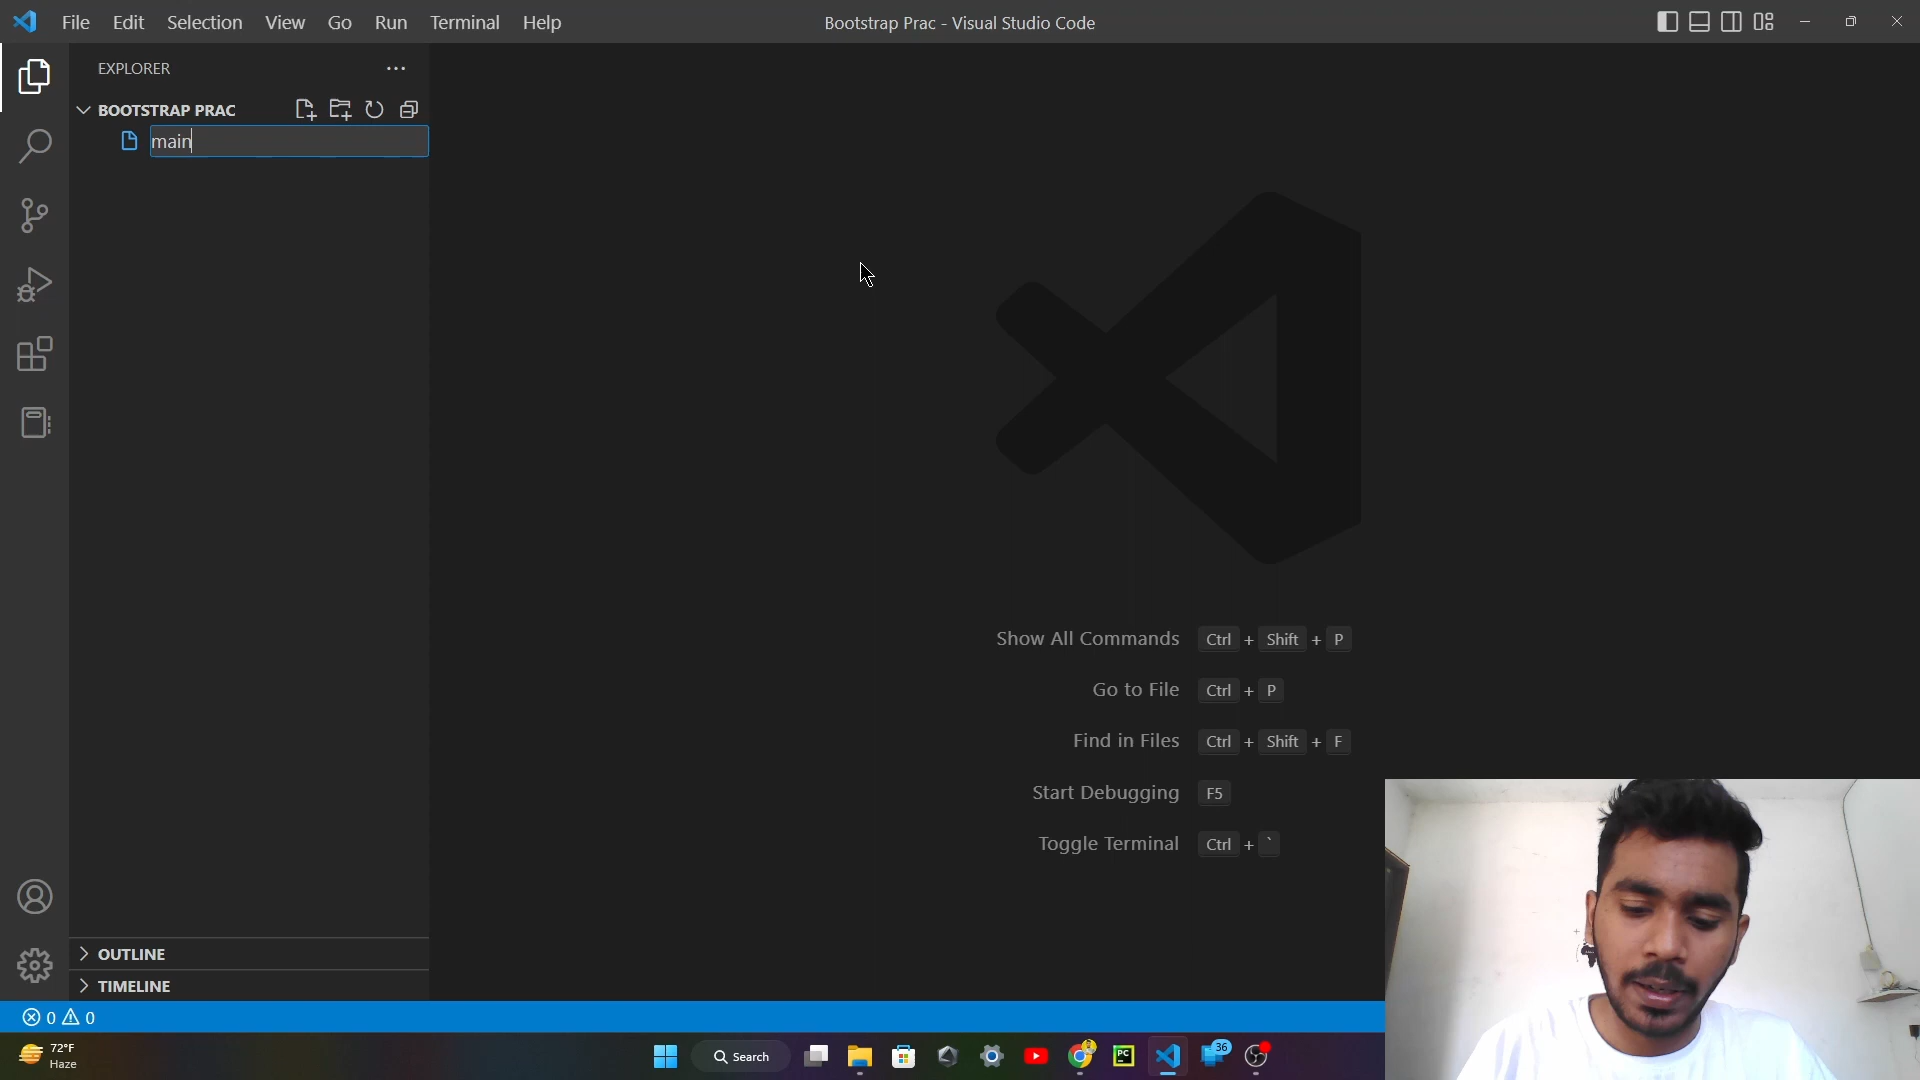 File Edit Selection View Go Run Terminal Help
Bootstrap Prac - Visual Studio Code
EXPLORER
BOOTSTRAP PRAC
main
Show All Commands Ctrl + Shift + P
Go to File Ctrl + P
Find in Files Ctrl + Shift + F
Start Debugging F5
Toggle Terminal Ctrl + `
OUTLINE
TIMELINE
0 0
72°F
Haze
Search
PC
36